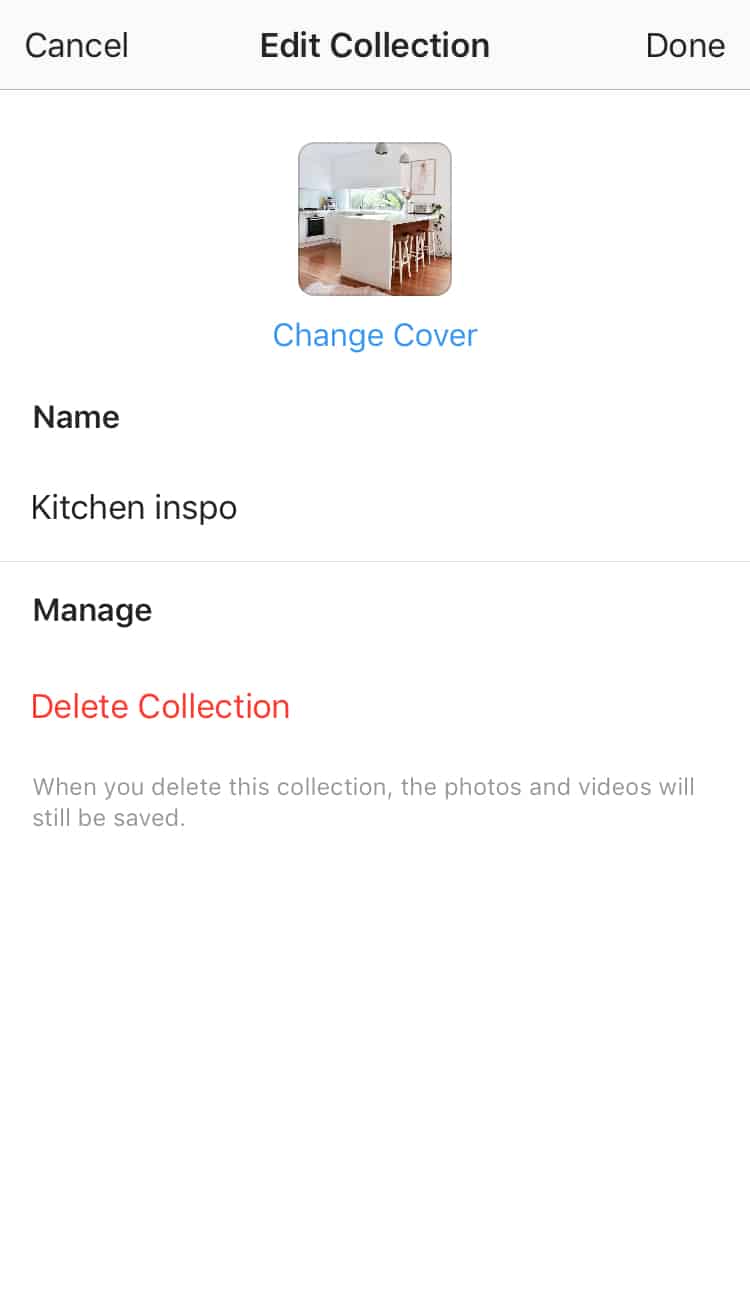 Cancel Edit Collection Done
Change Cover
Name
Kitchen inspo
Manage
Delete Collection
When you delete this collection, the photos and videos will
still be saved.